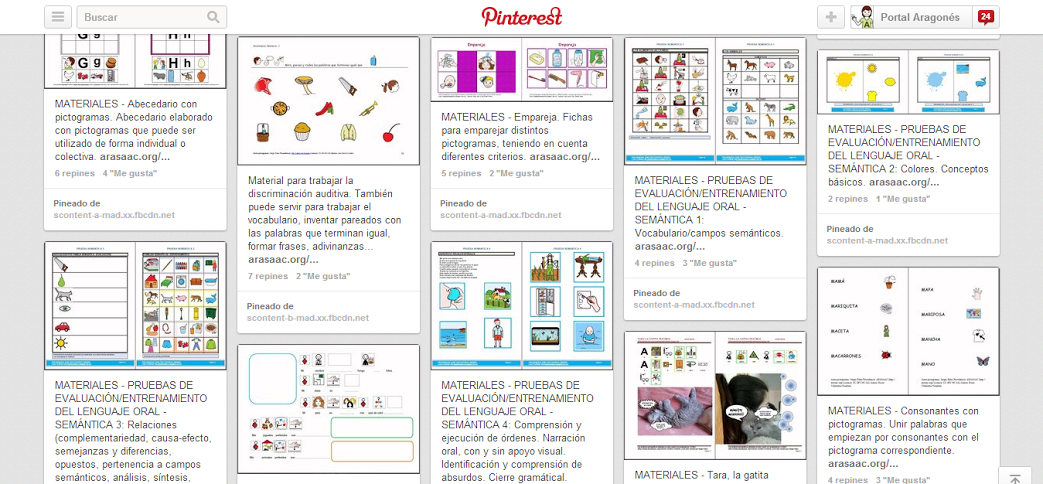 Buscar
Pinterest
Portal Aragonés
24
G g
H h
MATERIALES - Abecedario con
pictogramas. Abecedario elaborado
con pictogramas que puede ser
utilizado de forma individual o
colectiva. arasaac.org/...
6 repines 4 "Me gusta"
Pineado de
scontent-a-mad.xx.fbcdn.net
MATERIALES - PRUEBAS DE
EVALUACIÓN/ENTRENAMIENTO
DEL LENGUAJE ORAL -
SEMÁNTICA 3: Relaciones
(complementariedad, causa-efecto,
semejanzas y diferencias,
opuestos, pertenencia a campos
semánticos, análisis, síntesis,
Material para trabajar la
discriminación auditiva. También
puede servir para trabajar el
vocabulario, inventar pareados con
las palabras que terminan igual,
formar frases, adivinanzas...
arasaac.org/...
7 repines 2 "Me gusta"
Pineado de
scontent-b-mad.xx.fbcdn.net
Empareja
Empareja
MATERIALES - Empareja. Fichas
para emparejar distintos
pictogramas, teniendo en cuenta
diferentes criterios. arasaac.org/...
5 repines 2 "Me gusta"
Pineado de
scontent-a-mad.xx.fbcdn.net
MATERIALES - PRUEBAS DE
EVALUACIÓN/ENTRENAMIENTO
DEL LENGUAJE ORAL -
SEMÁNTICA 4: Comprensión y
ejecución de órdenes. Narración
oral, con y sin apoyo visual.
Identificación y comprensión de
absurdos. Cierre gramatical.
MATERIALES - PRUEBAS DE
EVALUACIÓN/ENTRENAMIENTO
DEL LENGUAJE ORAL -
SEMÁNTICA 1:
Vocabulario/campos semánticos.
arasaac.org/...
4 repines 3 "Me gusta"
Pineado de
scontent-a-mad.xx.fbcdn.net
MATERIALES - Tara, la gatita
MATERIALES - PRUEBAS DE
EVALUACIÓN/ENTRENAMIENTO
DEL LENGUAJE ORAL -
SEMÁNTICA 2: Colores. Conceptos
básicos. arasaac.org/...
2 repines 1 "Me gusta"
Pineado de
scontent-a-mad.xx.fbcdn.net
MAMÁ
MARIQUETA
MACETA
MACARRONES
MAPA
MARIPOSA
MANCHA
MANO
MATERIALES - Consonantes con
pictogramas. Unir palabras que
empiezan por consonantes con el
pictograma correspondiente.
arasaac.org/...
4 repines 3 "Me gusta"